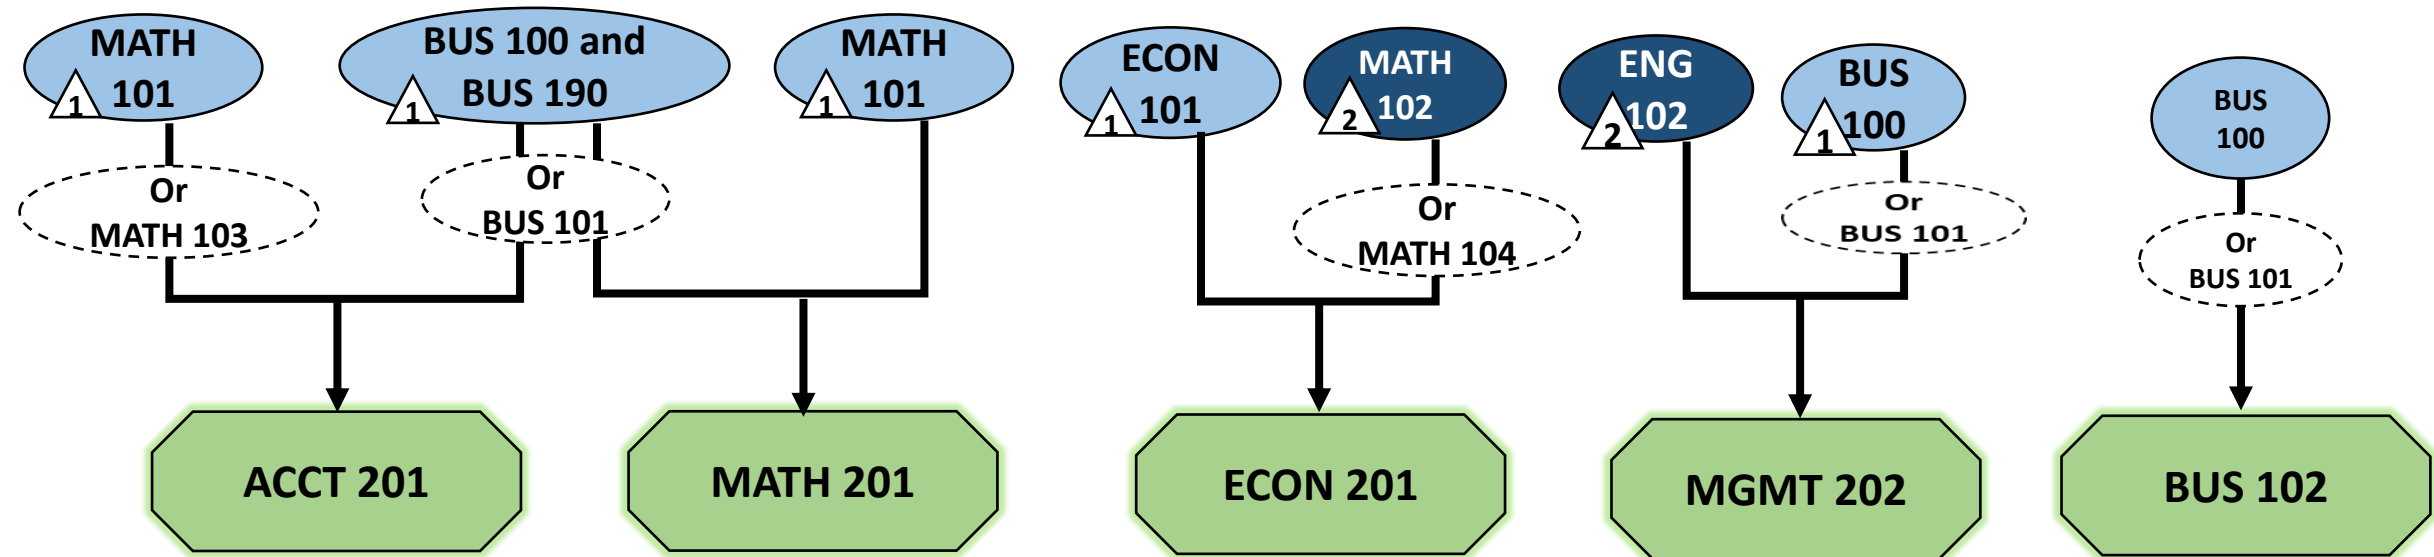 MATH
101
1
BUS 100 and
BUS 190
1
MATH
101
1
ECON
101
1
MATH
102
2
ENG
102
2
BUS
100
1
BUS
100
Or
MATH 103
Or
BUS 101
Or
MATH 104
Or
BUS 101
Or
BUS 101
ACCT 201
MATH 201
ECON 201
MGMT 202
BUS 102